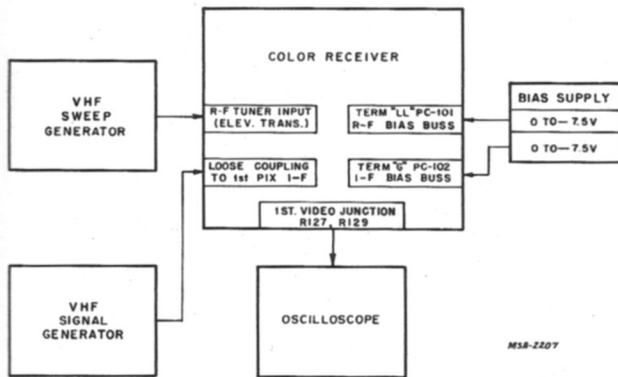 COLOR RECEIVER
VHF
SWEEP
GENERATOR
R-F TUNER INPUT
(ELEV. TRANS.)
TERM "LL" PC-101
R-F BIAS BUSS
BIAS SUPPLY
0 TO—7.5V
0 TO—7.5V
LOOSE COUPLING
TO 1st PIX I-F
TERM "G" PC-102
I-F BIAS BUSS
1ST. VIDEO JUNCTION
R127, R129
VHF
SIGNAL
GENERATOR
OSCILLOSCOPE
MSA-2207